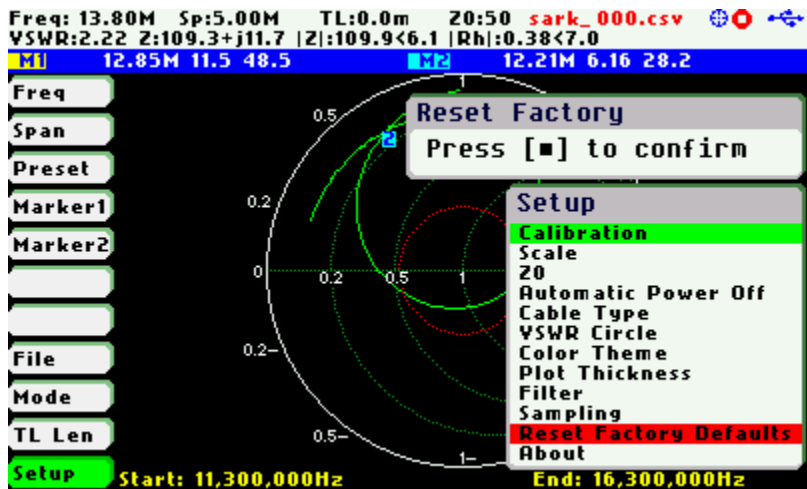 Freq: 13.80M Sp:5.00M TL:0.0m Z0:50 sark_000.csv
VSWR:2.22 Z:109.3+j11.7 |Z|:109.9<6.1 |Rh|:0.38<7.0
M1 12.85M 11.5 48.5 M2 12.21M 6.16 28.2
Freq
Span
Preset
Marker1
Marker2
File
Mode
TL Len
Setup
1
0.5
0.2
0
0.2
0.5
1
0.2
0.5
1
2
Reset Factory
Press [■] to confirm
Setup
Calibration
Scale
Z0
Automatic Power Off
Cable Type
VSWR Circle
Color Theme
Plot Thickness
Filter
Sampling
Reset Factory Defaults
About
Start: 11,300,000Hz End: 16,300,000Hz